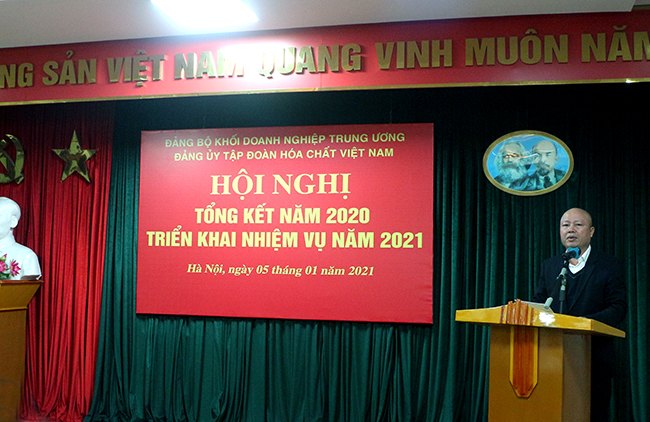 NG SẢN VIỆT NAM QUANG VINH MUÔN NĂM
ĐẢNG BỘ KHỐI DOANH NGHIỆP TRUNG ƯƠNG
ĐẢNG ỦY TẬP ĐOÀN HÓA CHẤT VIỆT NAM
HỘI NGHỊ
TỔNG KẾT NĂM 2020
TRIỂN KHAI NHIỆM VỤ NĂM 2021
Hà Nội, ngày 05 tháng 01 năm 2021